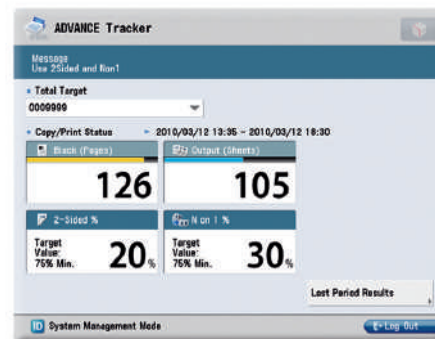 ADVANCE Tracker
Message
Use 2Sided and Non1
Total Target
0009999
Copy/Print Status
2010/03/12 13:35 - 2010/03/12 18:30
Black (Pages)
Output (Sheets)
126
105
2-Sided %
N on 1 %
Target
Value:
75% Min.
20%
Target
Value:
75% Min.
30%
Last Period Results
ID System Management Mode
Log Out